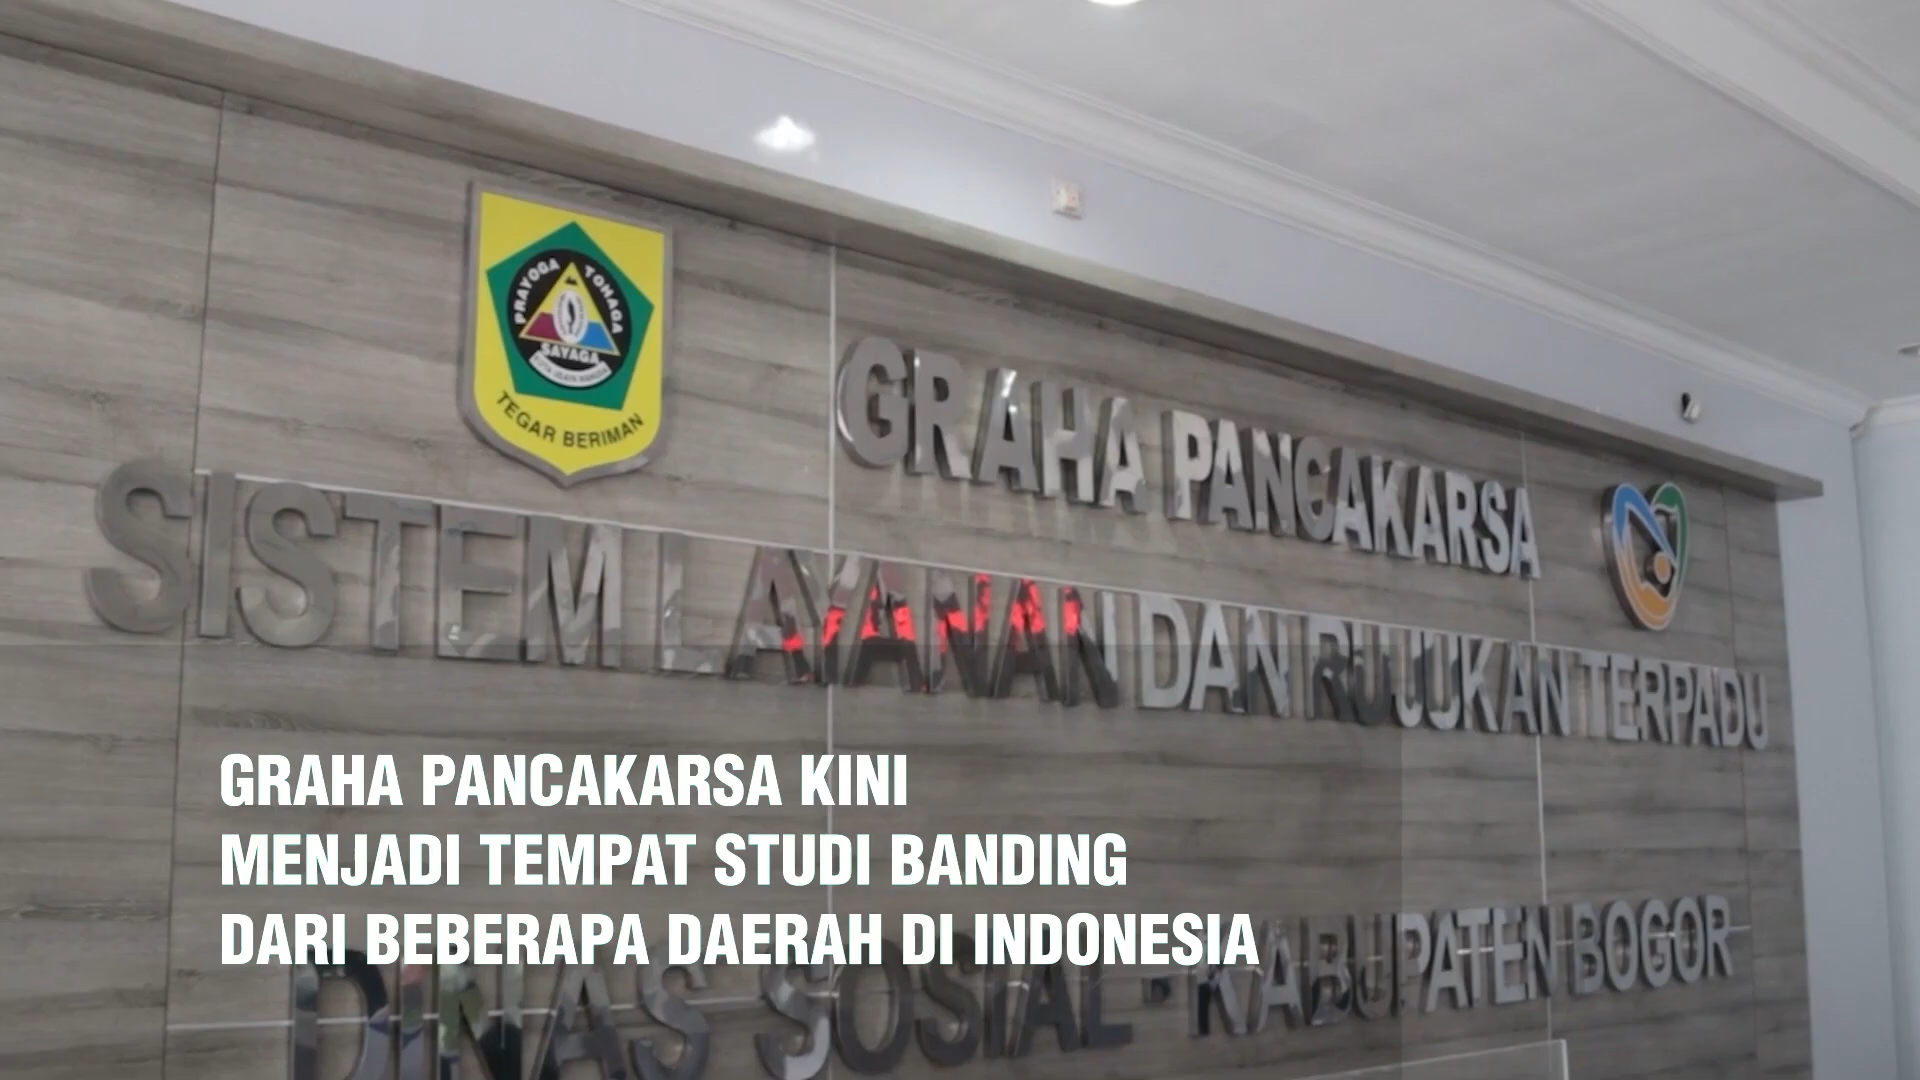 PRAYOGA TOHAGA
SAYAGA
TEGAR BERIMAN
GRAHA PANCAKARSA
SISTEM LAYANAN DAN RUJUKAN TERPADU
GRAHA PANCAKARSA KINI
MENJADI TEMPAT STUDI BANDING
DARI BEBERAPA DAERAH DI INDONESIA
DINAS SOSIAL - KABUPATEN BOGOR